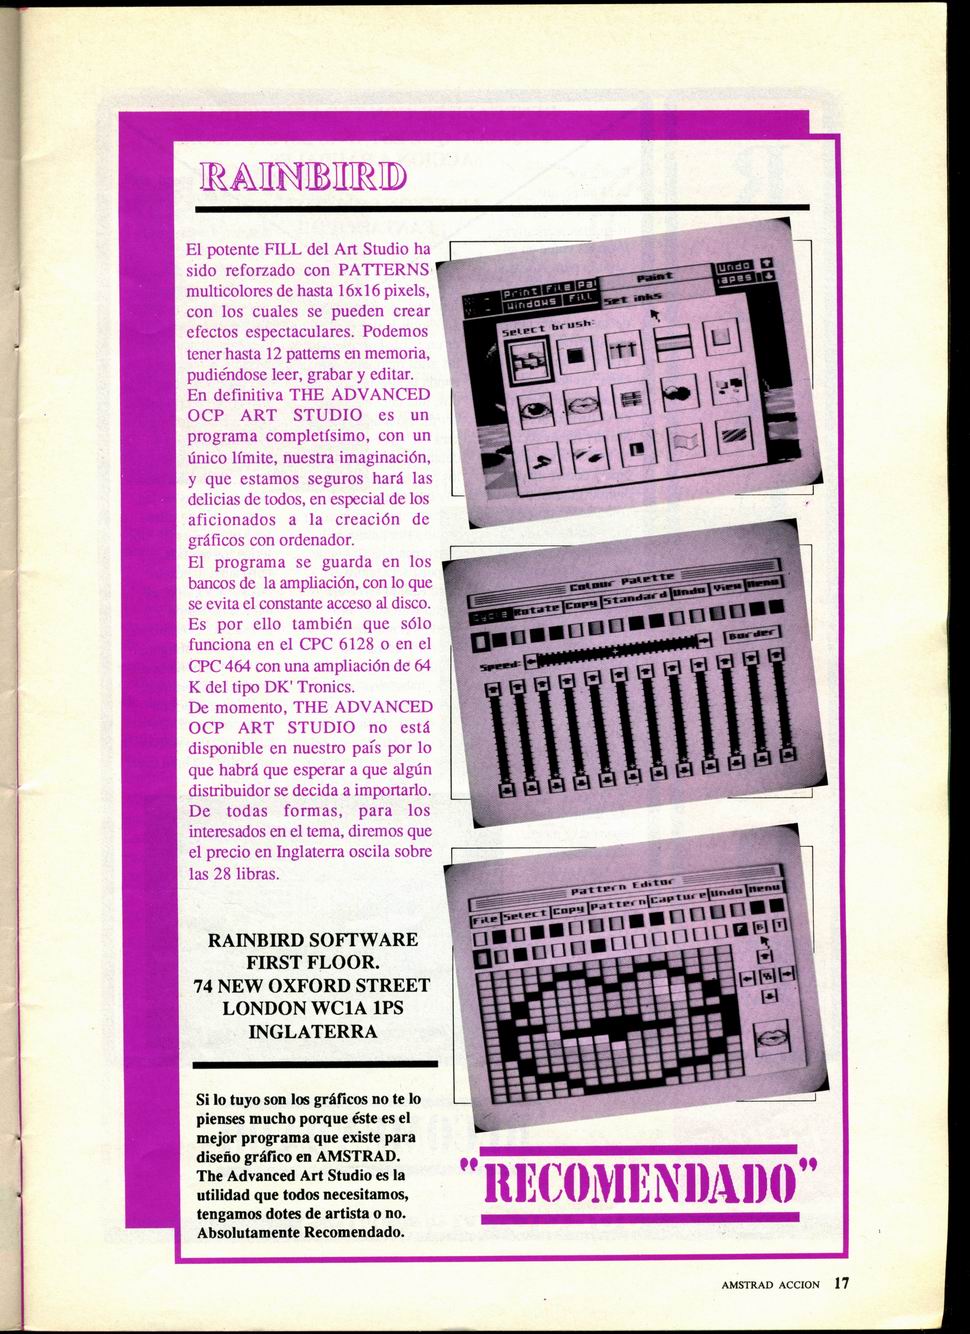 RAINBIRD
El potente FILL del Art Studio ha
sido reforzado con PATTERNS
multicolores de hasta 16x16 pixels,
con los cuales se pueden crear
efectos espectaculares. Podemos
tener hasta 12 patterns en memoria,
pudiéndose leer, grabar y editar.
En definitiva THE ADVANCED
OCP ART STUDIO es un
programa completísimo, con un
único límite, nuestra imaginación,
y que estamos seguros hará las
delicias de todos, en especial de los
aficionados a la creación de
gráficos con ordenador.
El programa se guarda en los
bancos de la ampliación, con lo que
se evita el constante acceso al disco.
Es por ello también que sólo
funciona en el CPC 6128 o en el
CPC 464 con una ampliación de 64
K del tipo DK' Tronics.
De momento, THE ADVANCED
OCP ART STUDIO no está
disponible en nuestro país por lo
que habrá que esperar a que algún
distribuidor se decida a importarlo.
De todas formas, para los
interesados en el tema, diremos que
el precio en Inglaterra oscila sobre
las 28 libras.
RAINBIRD SOFTWARE
FIRST FLOOR.
74 NEW OXFORD STREET
LONDON WC1A 1PS
INGLATERRA
Si lo tuyo son los gráficos no te lo
pienses mucho porque éste es el
mejor programa que existe para
diseño gráfico en AMSTRAD.
The Advanced Art Studio es la
utilidad que todos necesitamos,
tengamos dotes de artista o no.
Absolutamente Recomendado.
Print File Pai Paint Undo
Windows Fill Set inks apes
Select brush:
Colour Palette
Cycle Rotate Copy Standard Undo View Menu
Speed: Border
Pattern Editor
File Select Copy Pattern Capture Undo Menu
F B T
"RECOMENDADO"
AMSTRAD ACCION 17